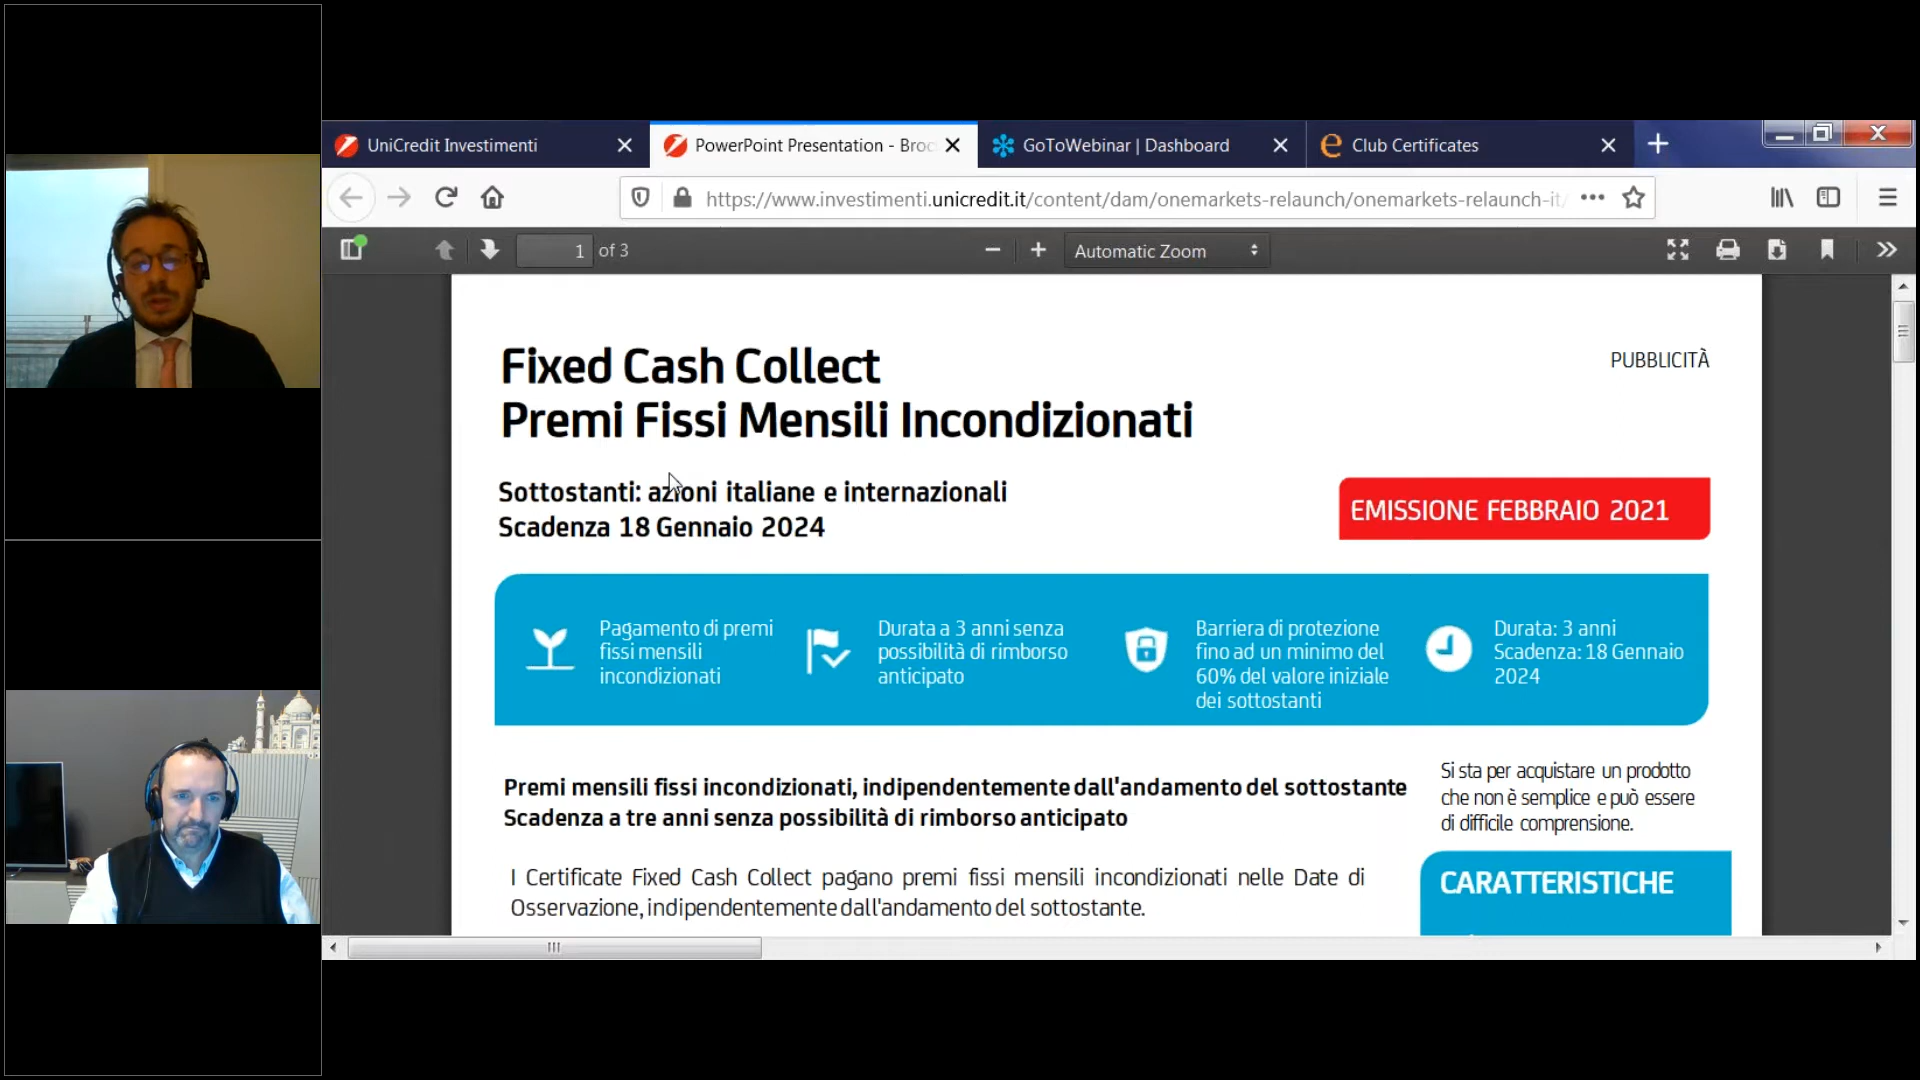 UniCredit Investimenti
PowerPoint Presentation - Broc
GoToWebinar | Dashboard
Club Certificates
https://www.investimenti.unicredit.it/content/dam/onemarkets-relaunch/onemarkets-relaunch-it/
1 of 3
Automatic Zoom
Fixed Cash Collect
Premi Fissi Mensili Incondizionati
PUBBLICITÀ
Sottostanti: azioni italiane e internazionali
Scadenza 18 Gennaio 2024
EMISSIONE FEBBRAIO 2021
Pagamento di premi
fissi mensili
incondizionati
Durata a 3 anni senza
possibilità di rimborso
anticipato
Barriera di protezione
fino ad un minimo del
60% del valore iniziale
dei sottostanti
Durata: 3 anni
Scadenza: 18 Gennaio
2024
Premi mensili fissi incondizionati, indipendentemente dall'andamento del sottostante
Scadenza a tre anni senza possibilità di rimborso anticipato
I Certificate Fixed Cash Collect pagano premi fissi mensili incondizionati nelle Date di
Osservazione, indipendentemente dall'andamento del sottostante.
Si sta per acquistare un prodotto
che non è semplice e può essere
di difficile comprensione.
CARATTERISTICHE